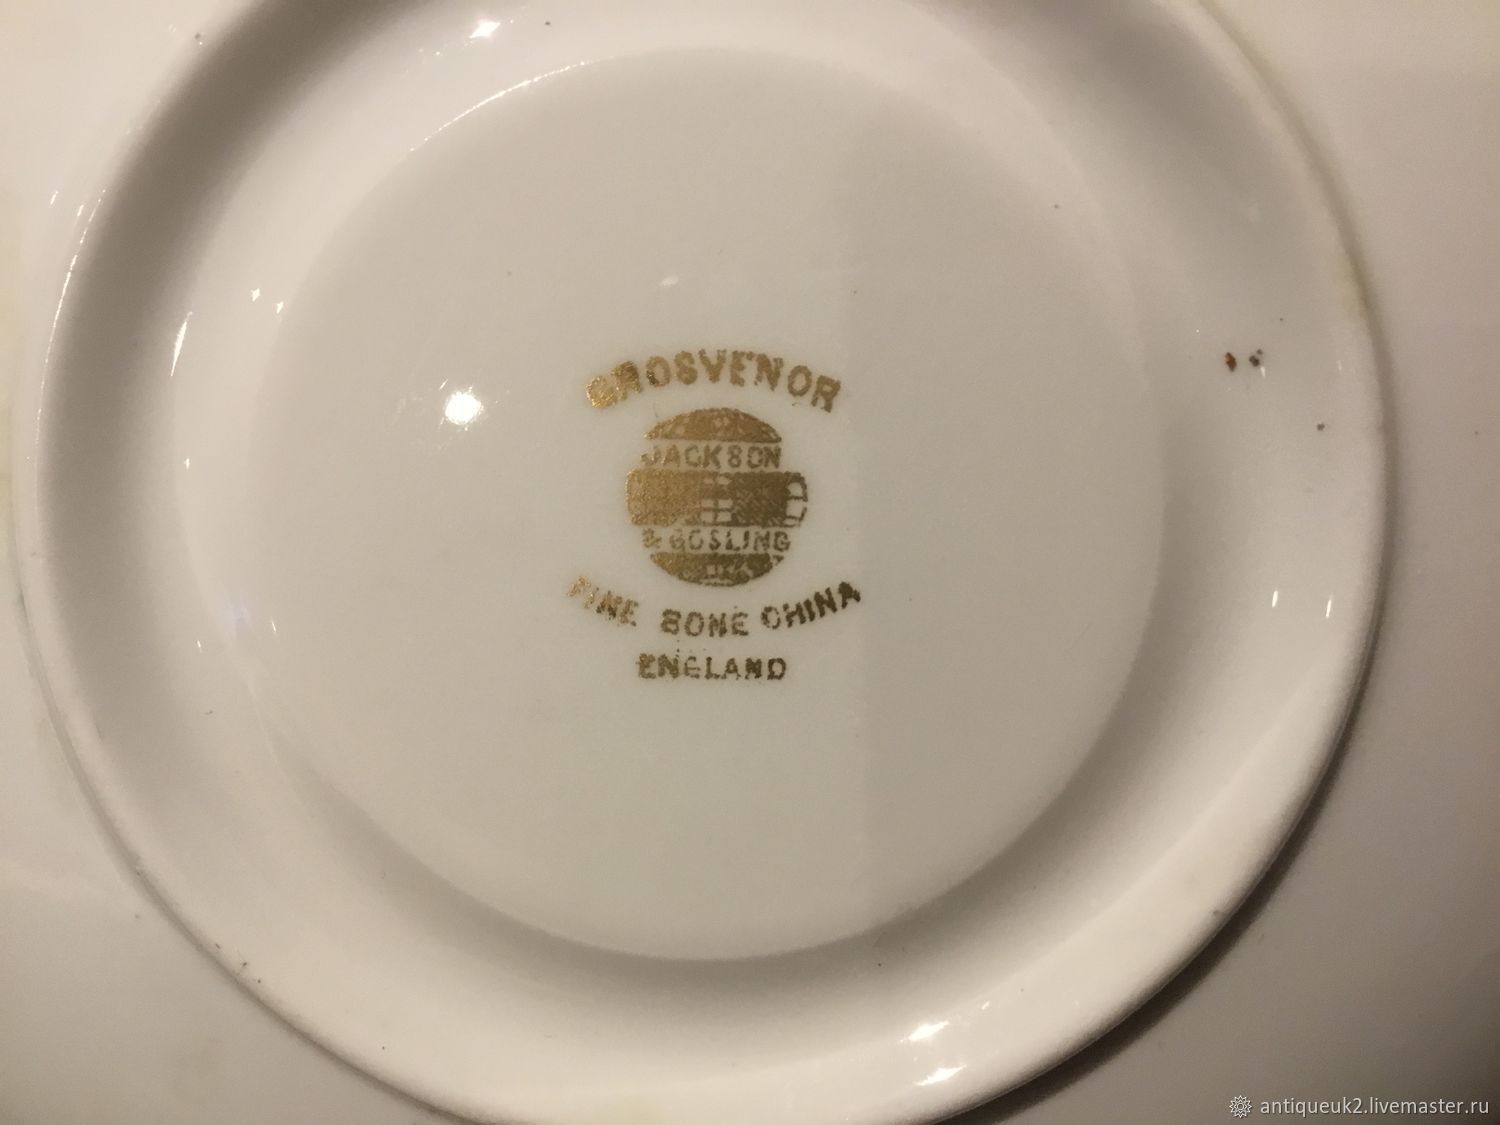 GROSVENOR
JACKSON
& GOSLING
FINE BONE CHINA
ENGLAND
antiqueuk2.livemaster.ru